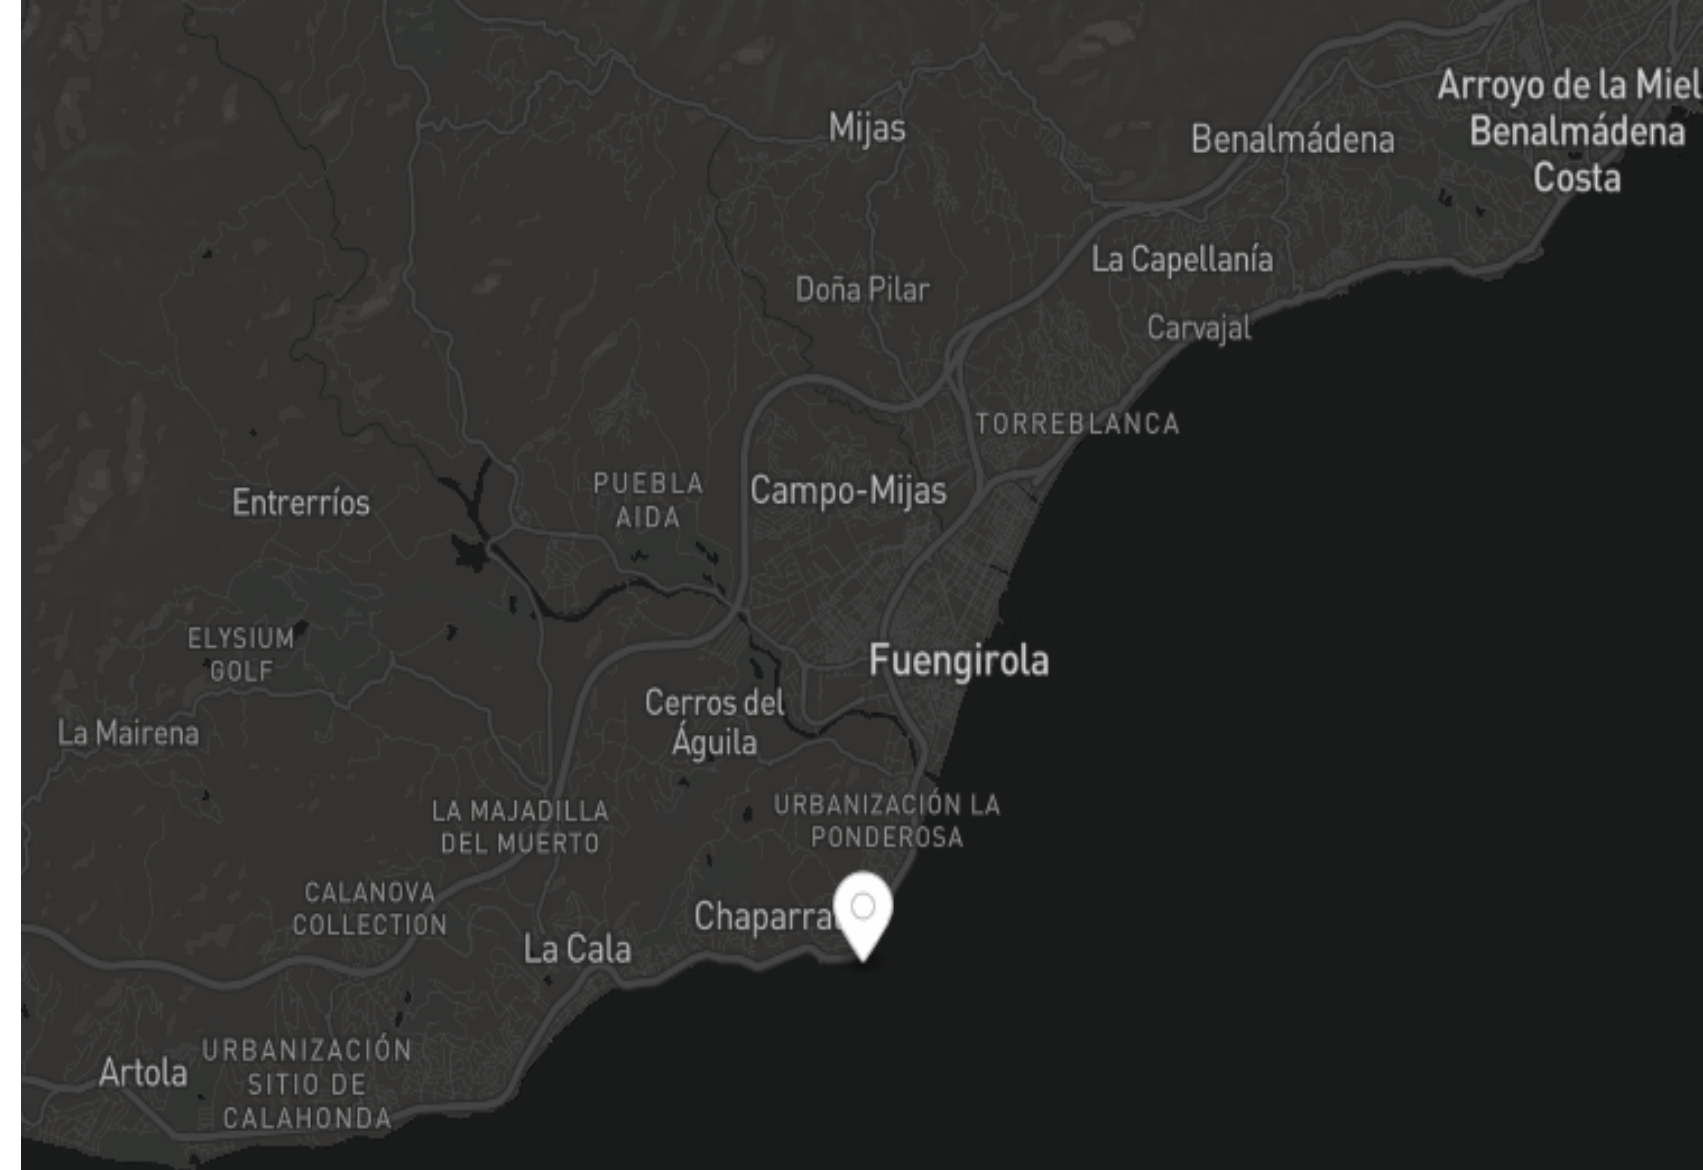 Arroyo de la Miel
Mijas
Benalmádena
Benalmádena
Costa
La Capellanía
Doña Pilar
Carvajal
TORREBLANCA
PUEBLA
AIDA
Campo-Mijas
Entrerríos
ELYSIUM
GOLF
Fuengirola
Cerros del
Águila
La Mairena
LA MAJADILLA
DEL MUERTO
URBANIZACIÓN LA
PONDEROSA
CALANOVA
COLLECTION
Chaparra
La Cala
URBANIZACIÓN
SITIO DE
CALAHONDA
Artola